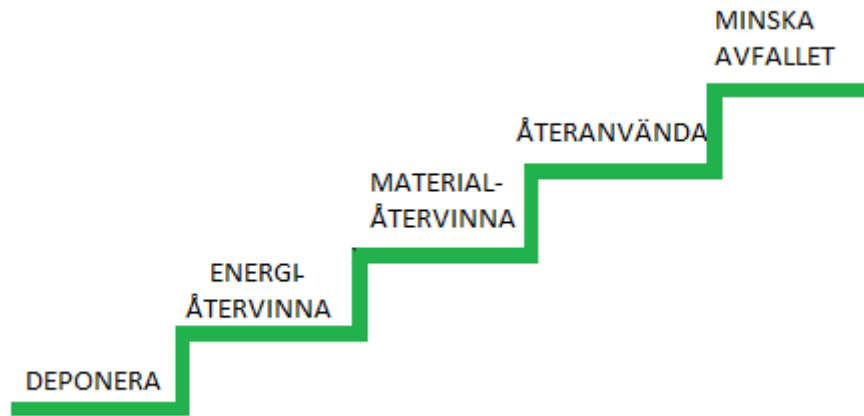 MINSKA
AVFALLET
ÅTERANVÄNDA
MATERIAL-
ÅTERVINNA
ENERGI-
ÅTERVINNA
DEPONERA